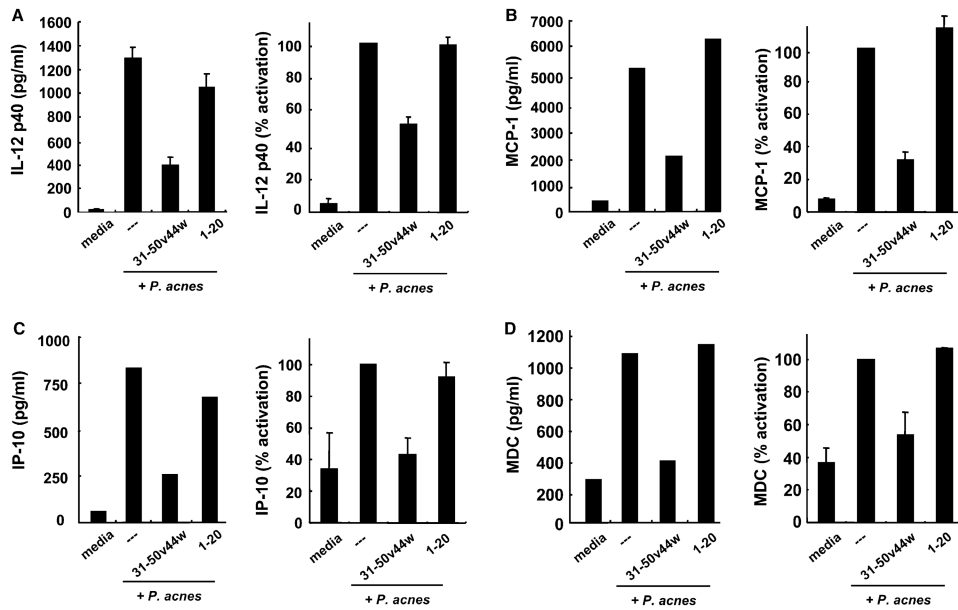 A
IL-12 p40 (pg/ml)
1600
1400
1200
1000
800
600
400
200
0
media
---
31-50v44w
1-20
+ P. acnes
IL-12 p40 (% activation)
100
80
60
40
20
0
media
---
31-50v44w
1-20
+ P. acnes
B
MCP-1 (pg/ml)
7000
6000
5000
4000
3000
2000
1000
0
media
---
31-50v44w
1-20
+ P. acnes
MCP-1 (% activation)
100
80
60
40
20
0
media
---
31-50v44w
1-20
+ P. acnes
C
IP-10 (pg/ml)
1000
750
500
250
0
media
---
31-50v44w
1-20
+ P. acnes
IP-10 (% activation)
100
80
60
40
20
0
media
---
31-50v44w
1-20
+ P. acnes
D
MDC (pg/ml)
1200
1000
800
600
400
200
0
media
---
31-50v44w
1-20
+ P. acnes
MDC (% activation)
100
80
60
40
20
0
media
---
31-50v44w
1-20
+ P. acnes